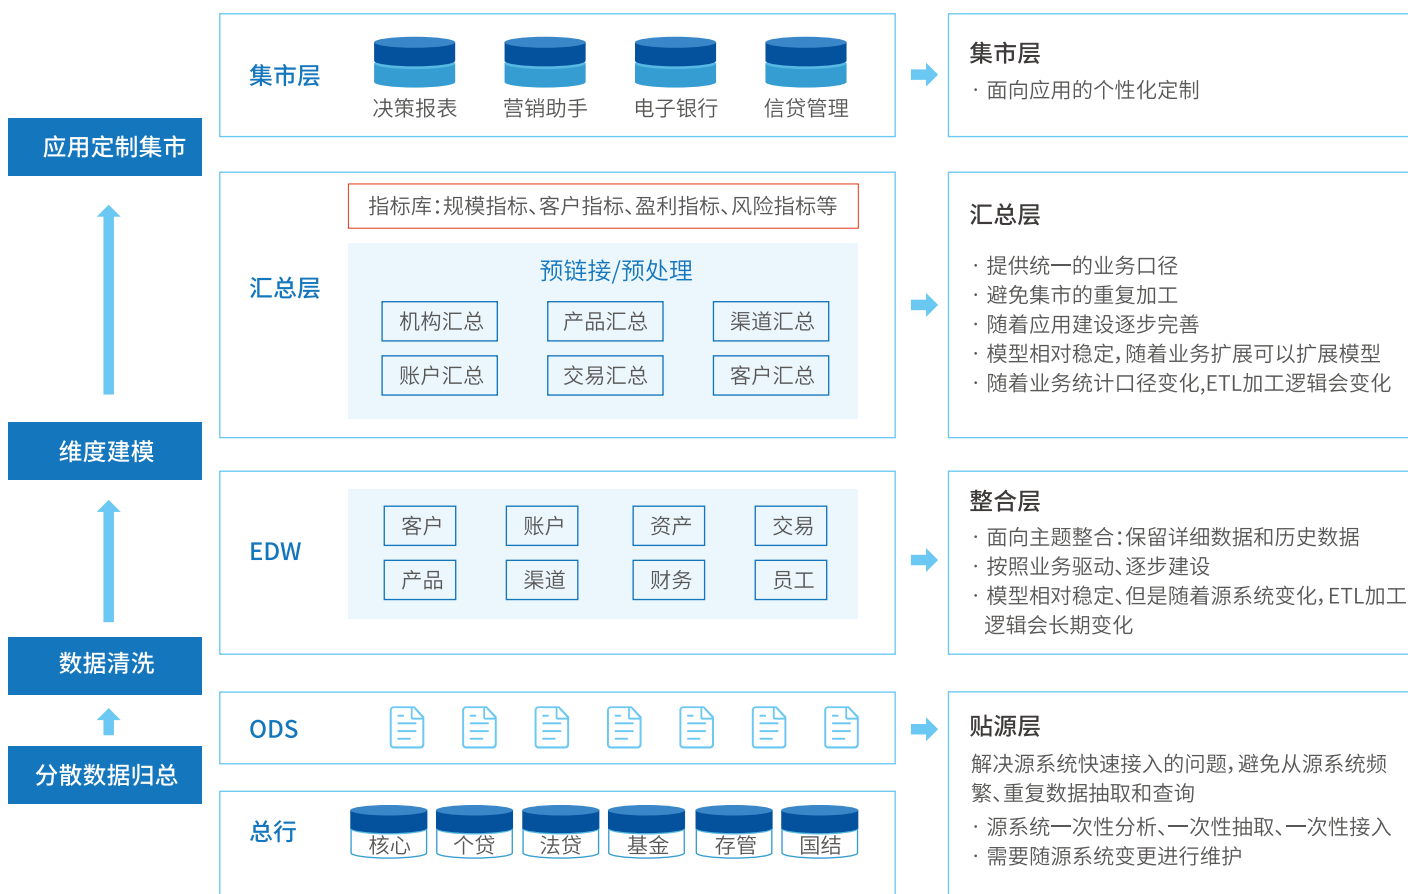 应用定制集市
维度建模
数据清洗
分散数据归总
集市层
决策报表 营销助手 电子银行 信贷管理
集市层
· 面向应用的个性化定制
汇总层
指标库：规模指标、客户指标、盈利指标、风险指标等
预链接/预处理
机构汇总 产品汇总 渠道汇总
账户汇总 交易汇总 客户汇总
汇总层
· 提供统一的业务口径
· 避免集市的重复加工
· 随着应用建设逐步完善
· 模型相对稳定，随着业务扩展可以扩展模型
· 随着业务统计口径变化,ETL加工逻辑会变化
EDW
客户 账户 资产 交易
产品 渠道 财务 员工
整合层
· 面向主题整合：保留详细数据和历史数据
· 按照业务驱动、逐步建设
· 模型相对稳定、但是随着源系统变化，ETL加工
逻辑会长期变化
ODS
总行
核心 个贷 法贷 基金 存管 国结
贴源层
解决源系统快速接入的问题，避免从源系统频
繁、重复数据抽取和查询
· 源系统一次性分析、一次性抽取、一次性接入
· 需要随源系统变更进行维护